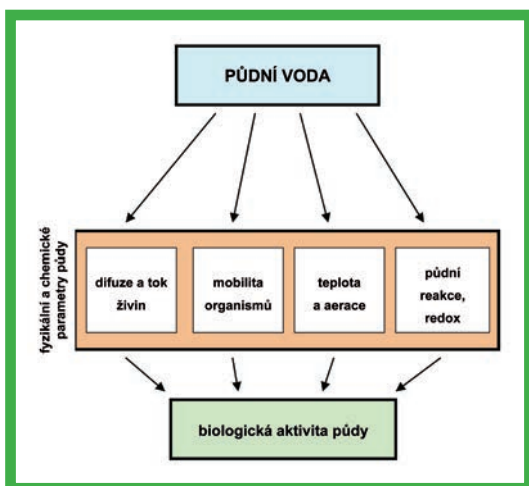 PŮDNÍ VODA
fyzikální a chemické
parametry půdy
difuze a tok
živin
mobilita
organismů
teplota
a aerace
půdní
reakce,
redox
biologická aktivita půdy